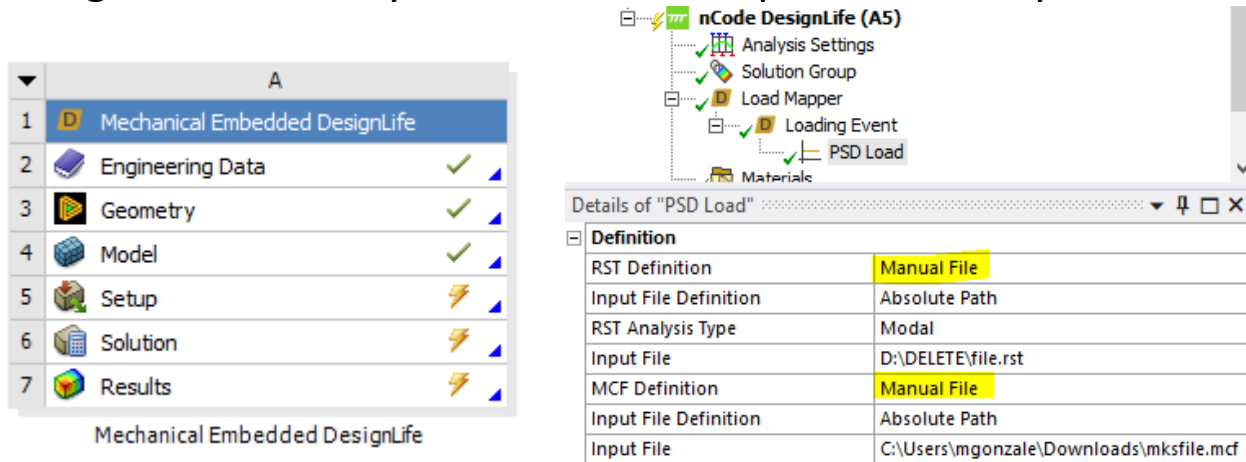 nCode DesignLife (A5)
Analysis Settings
Solution Group
Load Mapper
Loading Event
PSD Load
Materials
A
1 Mechanical Embedded DesignLife
2 Engineering Data
3 Geometry
4 Model
5 Setup
6 Solution
7 Results
Mechanical Embedded DesignLife
Details of "PSD Load"
Definition
RST Definition Manual File
Input File Definition Absolute Path
RST Analysis Type Modal
Input File D:\DELETE\file.rst
MCF Definition Manual File
Input File Definition Absolute Path
Input File C:\Users\mgonzale\Downloads\mksfile.mcf